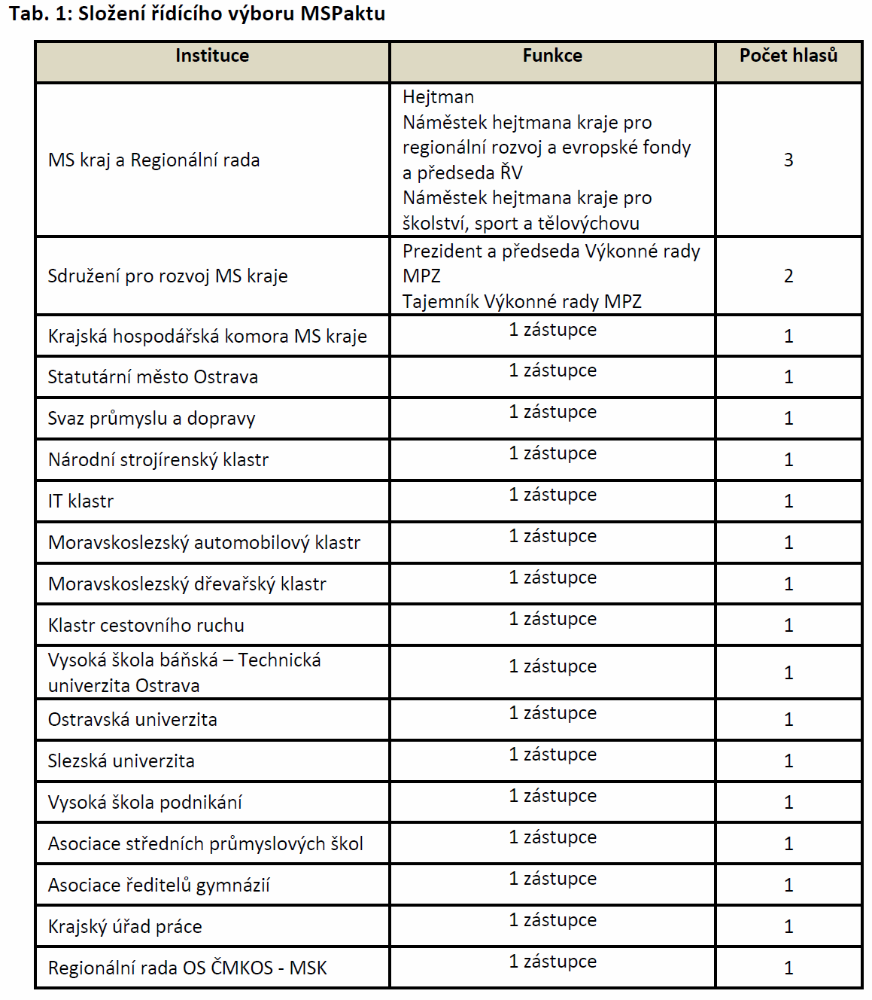 Tab. 1: Složení řídícího výboru MSPaktu
Instituce Funkce Počet hlasů
MS kraj a Regionální rada
Hejtman
Náměstek hejtmana kraje pro
regionální rozvoj a evropské fondy
a předseda ŘV
Náměstek hejtmana kraje pro
školství, sport a tělovýchovu
3
Sdružení pro rozvoj MS kraje
Prezident a předseda Výkonné rady
MPZ
Tajemník Výkonné rady MPZ
2
Krajská hospodářská komora MS kraje 1 zástupce 1
Statutární město Ostrava 1 zástupce 1
Svaz průmyslu a dopravy 1 zástupce 1
Národní strojírenský klastr 1 zástupce 1
IT klastr 1 zástupce 1
Moravskoslezský automobilový klastr 1 zástupce 1
Moravskoslezský dřevařský klastr 1 zástupce 1
Klastr cestovního ruchu 1 zástupce 1
Vysoká škola báňská – Technická
univerzita Ostrava
1 zástupce 1
Ostravská univerzita 1 zástupce 1
Slezská univerzita 1 zástupce 1
Vysoká škola podnikání 1 zástupce 1
Asociace středních průmyslových škol 1 zástupce 1
Asociace ředitelů gymnázií 1 zástupce 1
Krajský úřad práce 1 zástupce 1
Regionální rada OS ČMKOS - MSK 1 zástupce 1